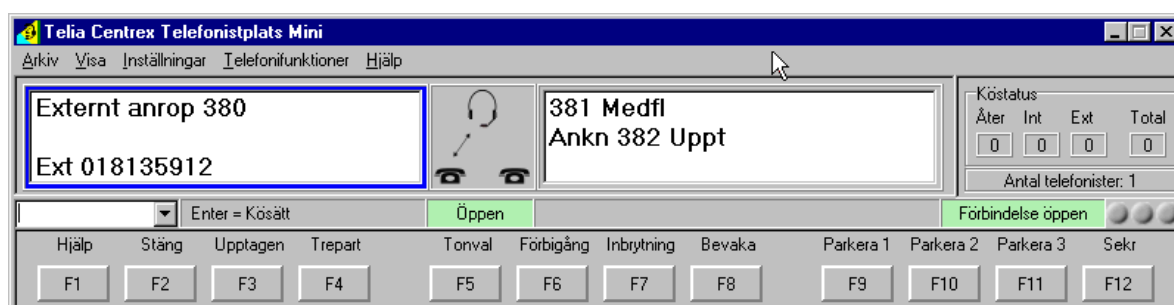 Telia Centrex Telefonistplats Mini
Arkiv Visa Inställningar Telefonifunktioner Hjälp
Externt anrop 380
Ext 018135912
381 Medfl
Ankn 382 Uppt
Köstatus
Åter Int Ext Total
0 0 0 0
Antal telefonister: 1
Enter = Kösätt
Öppen
Förbindelse öppen
Hjälp Stäng Upptagen Trepart Tonval Förbigång Inbrytning Bevaka Parkera 1 Parkera 2 Parkera 3 Sekr
F1 F2 F3 F4 F5 F6 F7 F8 F9 F10 F11 F12